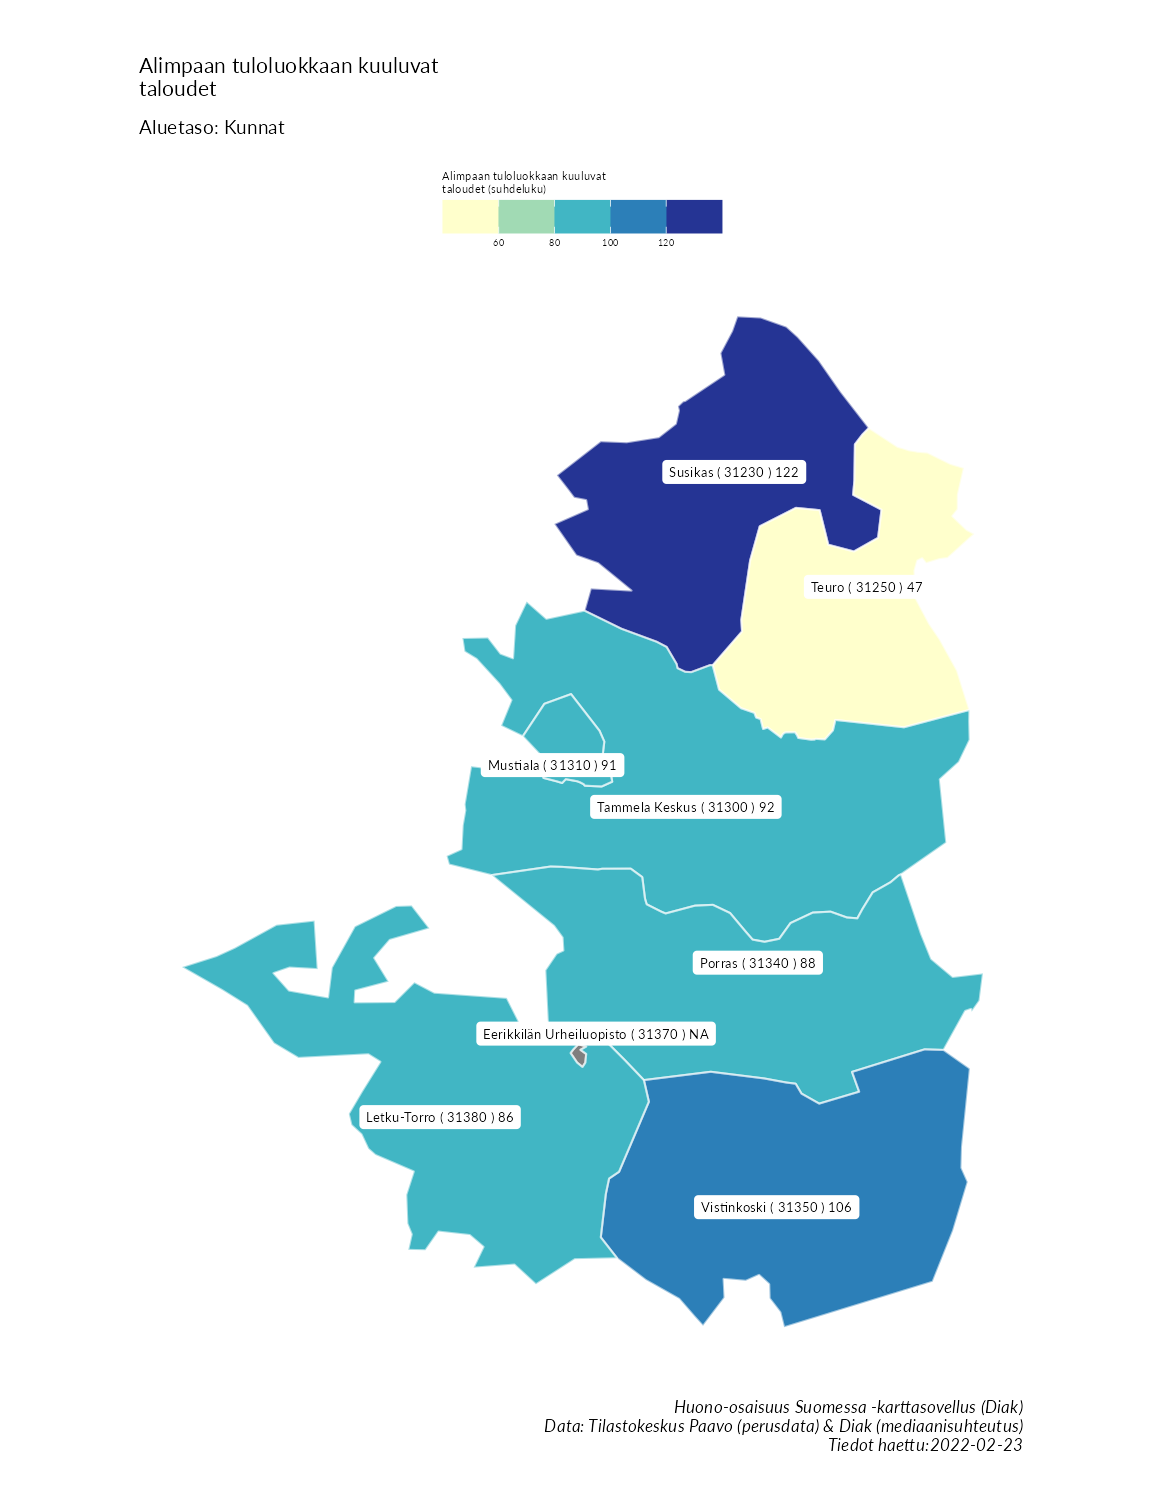 Alimpaan tuloluokkaan kuuluvat
taloudet
Aluetaso: Kunnat
Alimpaan tuloluokkaan kuuluvat
taloudet (suhdeluku)
60 80 100 120
Susikas ( 31230 ) 122
Teuro ( 31250 ) 47
Mustiala ( 31310 ) 91
Tammela Keskus ( 31300 ) 92
Porras ( 31340 ) 88
Eerikkilän Urheiluopisto ( 31370 ) NA
Letku-Torro ( 31380 ) 86
Vistinkoski ( 31350 ) 106
Huono-osaisuus Suomessa -karttasovellus (Diak)
Data: Tilastokeskus Paavo (perusdata) & Diak (mediaanisuhteutus)
Tiedot haettu:2022-02-23